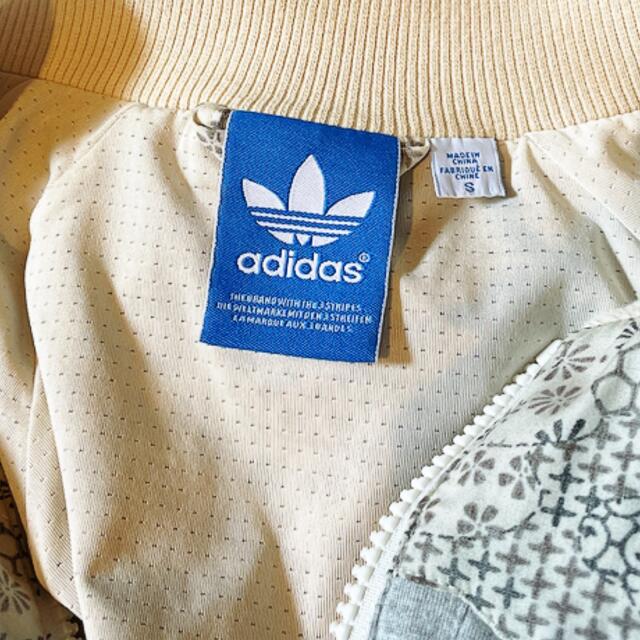 adidas®
THE BRAND WITH THE 3 STRIPES
DIE WELTMARKE MIT DEN 3 STREIFEN
LA MARQUE AUX 3 BANDES
MADE IN
CHINA
FABRIQUÉ EN
CHINE
S